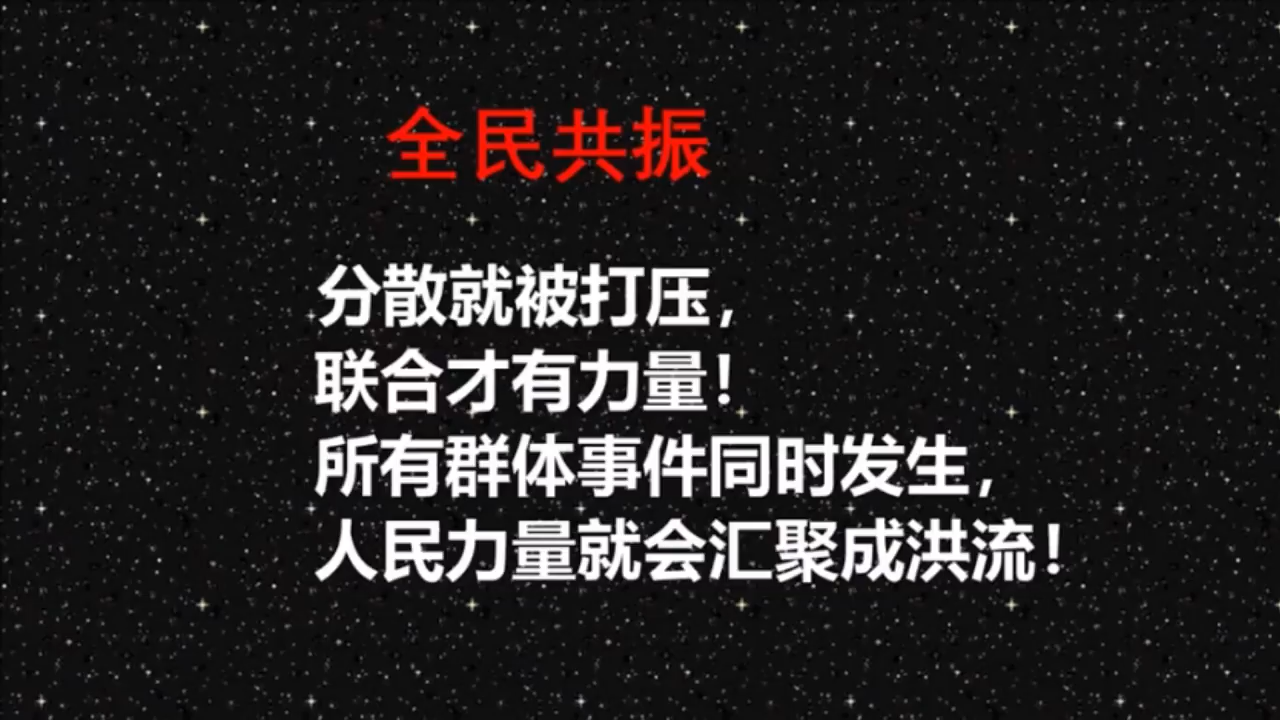 全民共振
分散就被打压，
联合才有力量！
所有群体事件同时发生，
人民力量就会汇聚成洪流！